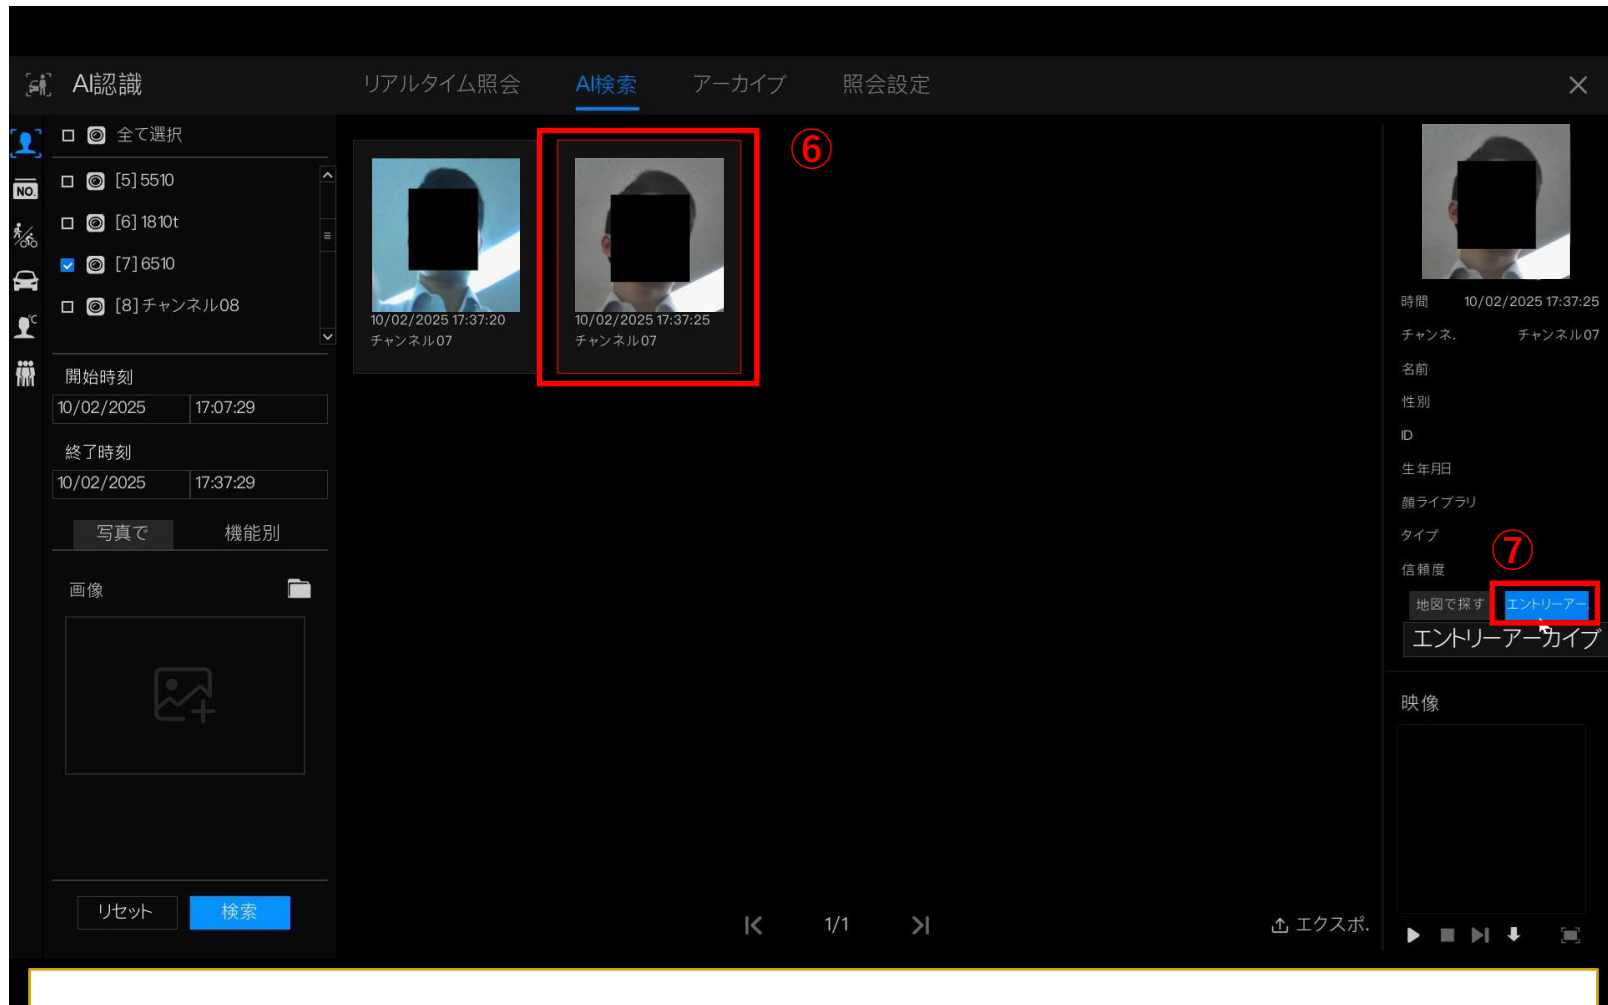 AI認識
リアルタイム照会
AI検索
アーカイブ
照会設定
全て選択
NO.
[5] 5510
[6] 1810t
[7] 6510
[8] チャンネル08
℃
開始時刻
10/02/2025 17:07:29
終了時刻
10/02/2025 17:37:29
写真で 機能別
画像
リセット 検索
10/02/2025 17:37:20
チャンネル07
⑥
10/02/2025 17:37:25
チャンネル07
1/1
エクスポ.
時間 10/02/2025 17:37:25
チャンネ. チャンネル07
名前
性別
ID
生年月日
顔ライブラリ
タイプ
信頼度
⑦
地図で探す エントリーアー.
エントリーアーカイブ
映像